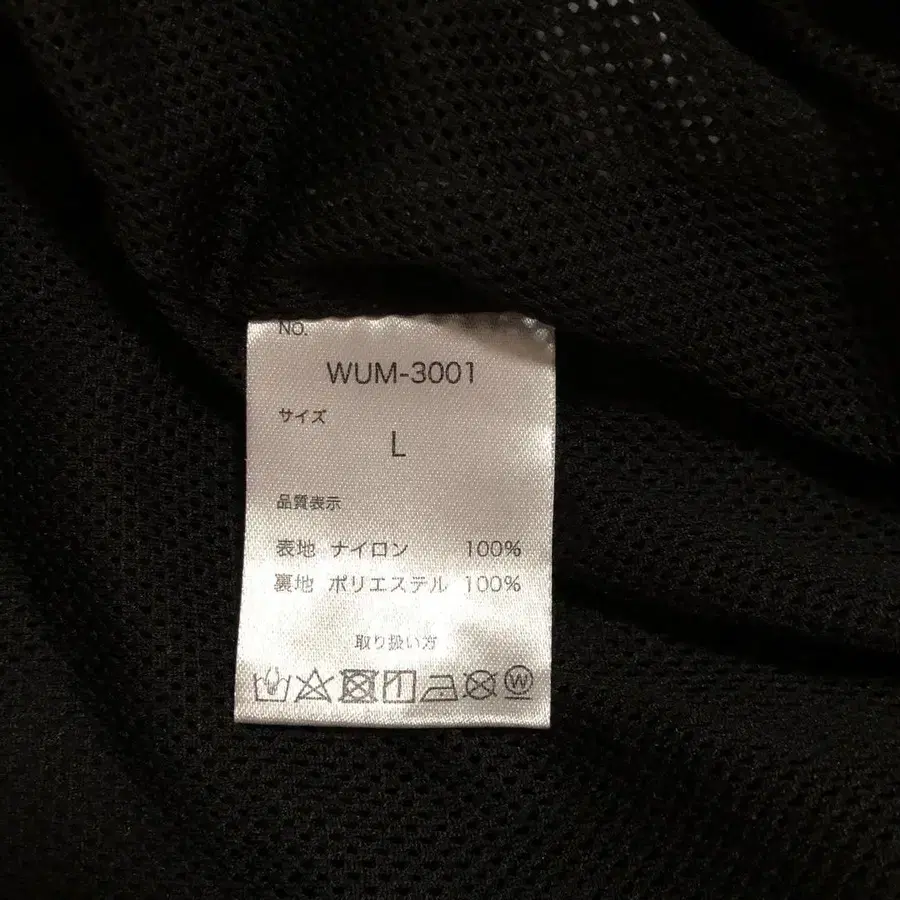 NO.
WUM-3001
サイズ
L
品質表示
表地 ナイロン 100%
裏地 ポリエステル 100%
取り扱い方
W